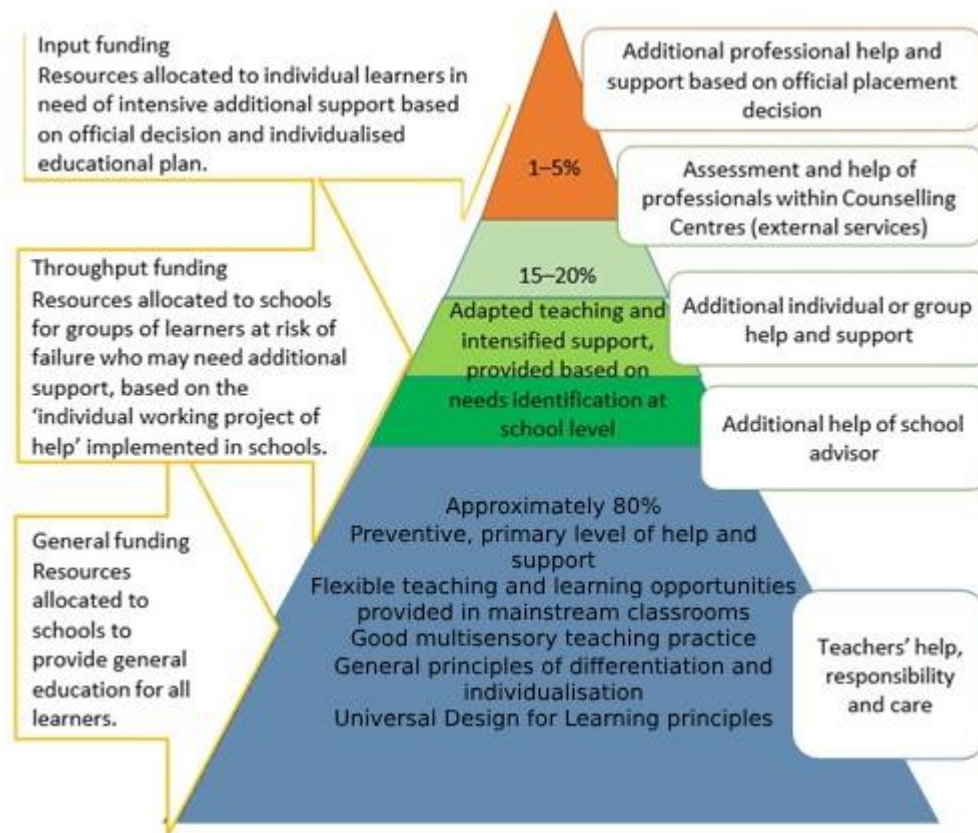 Input funding
Resources allocated to individual learners in
need of intensive additional support based
on official decision and individualised
educational plan.
Additional professional help and
support based on official placement
decision
1–5%
Assessment and help of
professionals within Counselling
Centres (external services)
Throughput funding
Resources allocated to schools
for groups of learners at risk of
failure who may need additional
support, based on the
‘individual working project of
help’ implemented in schools.
15–20%
Adapted teaching and
intensified support,
provided based on
needs identification at
school level
Additional individual or group
help and support
Additional help of school
advisor
General funding
Resources
allocated to
schools to
provide general
education for all
learners.
Approximately 80%
Preventive, primary level of help and
support
Flexible teaching and learning opportunities
provided in mainstream classrooms
Good multisensory teaching practice
General principles of differentiation and
individualisation
Universal Design for Learning principles
Teachers’ help,
responsibility
and care